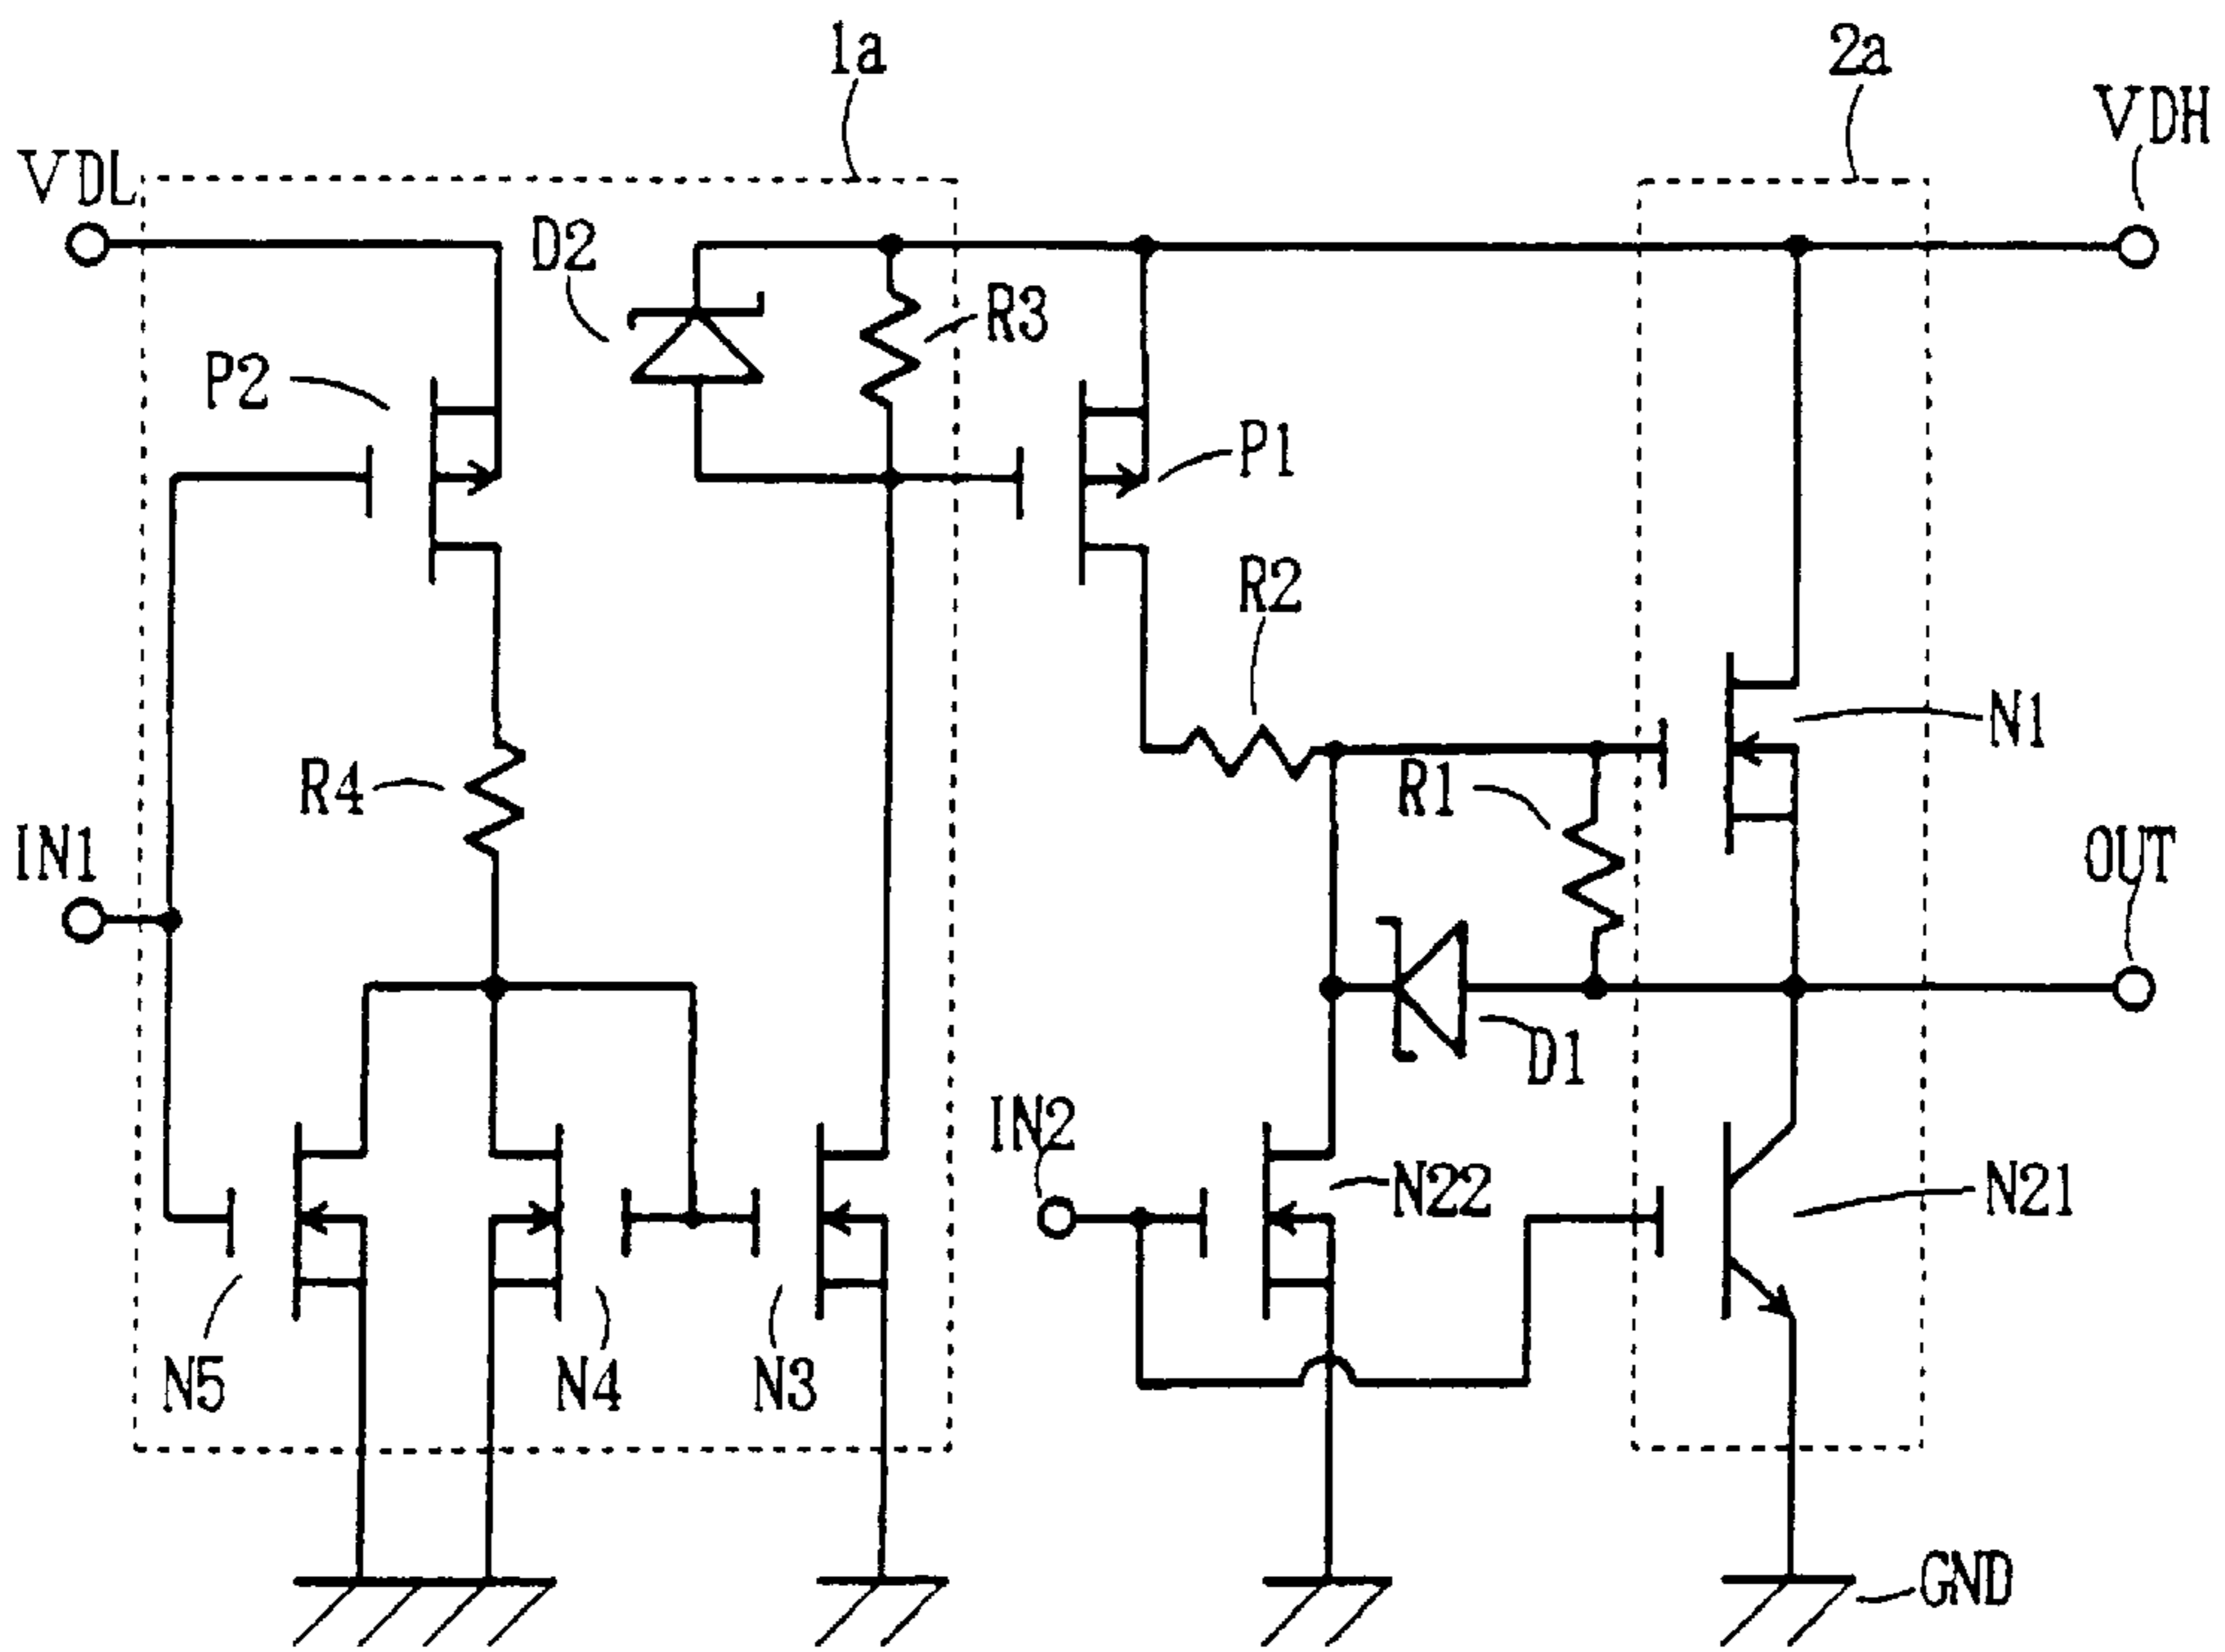 1a
2a
VDH
VDL
D2
R3
P2
P1
R2
N1
R1
R4
IN1
OUT
D1
IN2
N22
N21
N5
N4
N3
GND